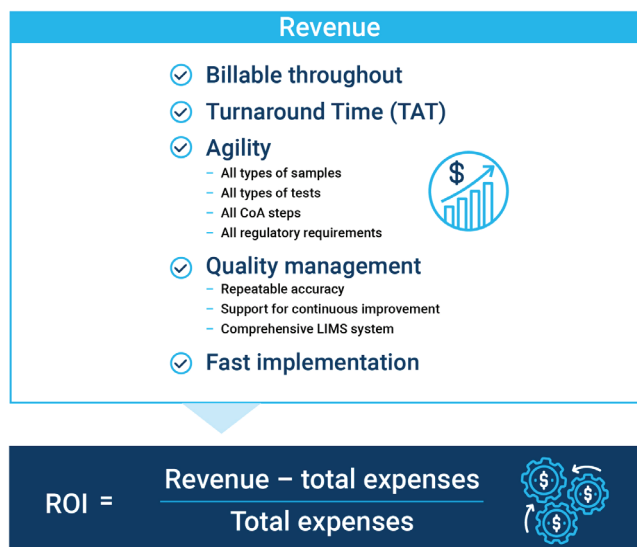 Revenue
Billable throughout
Turnaround Time (TAT)
Agility
– All types of samples
– All types of tests
– All CoA steps
– All regulatory requirements
$
Quality management
– Repeatable accuracy
– Support for continuous improvement
– Comprehensive LIMS system
Fast implementation
ROI = Revenue – total expenses
Total expenses
$
$
$